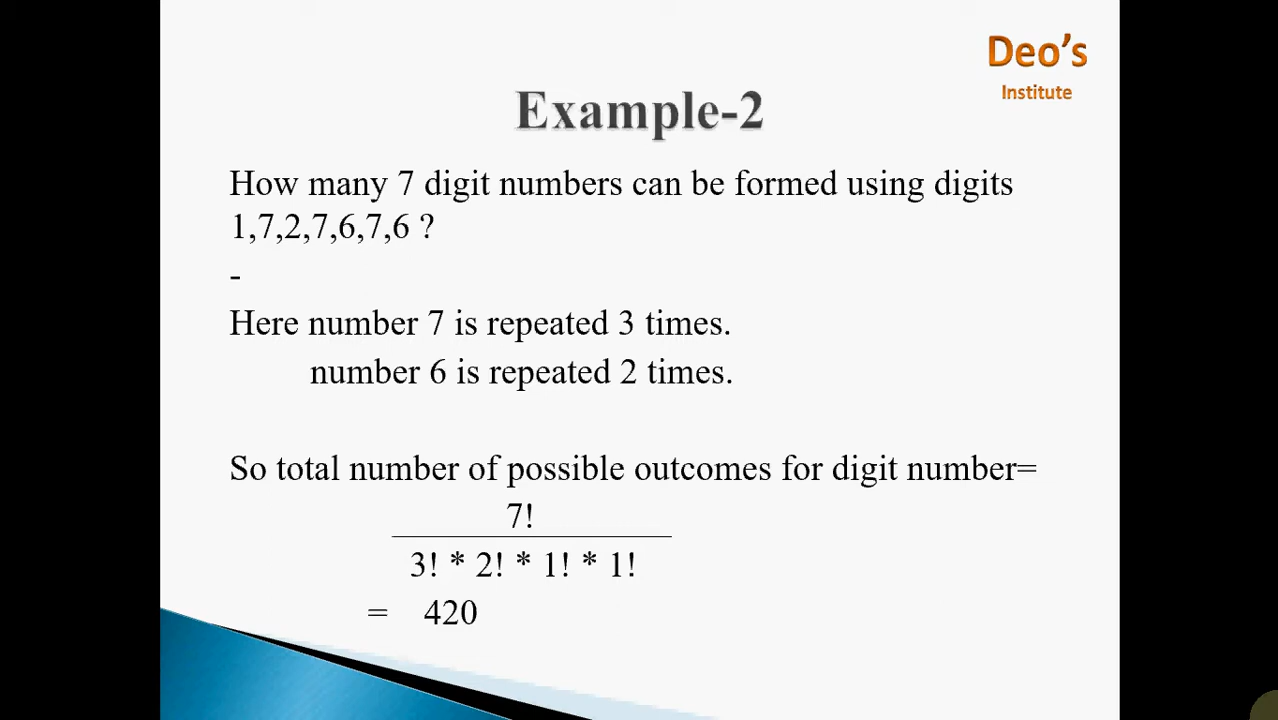 Deo's
Institute
Example-2
How many 7 digit numbers can be formed using digits
1,7,2,7,6,7,6 ?
-
Here number 7 is repeated 3 times.
number 6 is repeated 2 times.
So total number of possible outcomes for digit number=
7!
3! * 2! * 1! * 1!
= 420